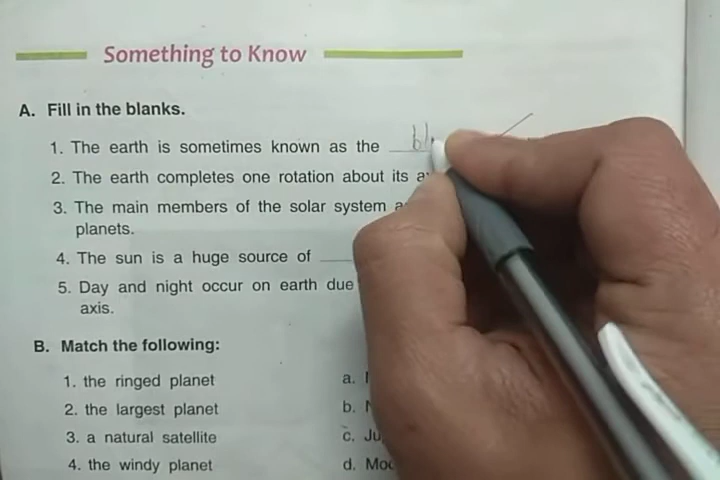 Something to Know
A. Fill in the blanks.
1. The earth is sometimes known as the bl
2. The earth completes one rotation about its
3. The main members of the solar system
planets.
4. The sun is a huge source of
5. Day and night occur on earth due
axis.
B. Match the following:
1. the ringed planet a.
2. the largest planet b.
3. a natural satellite c. Ju
4. the windy planet d. Moo